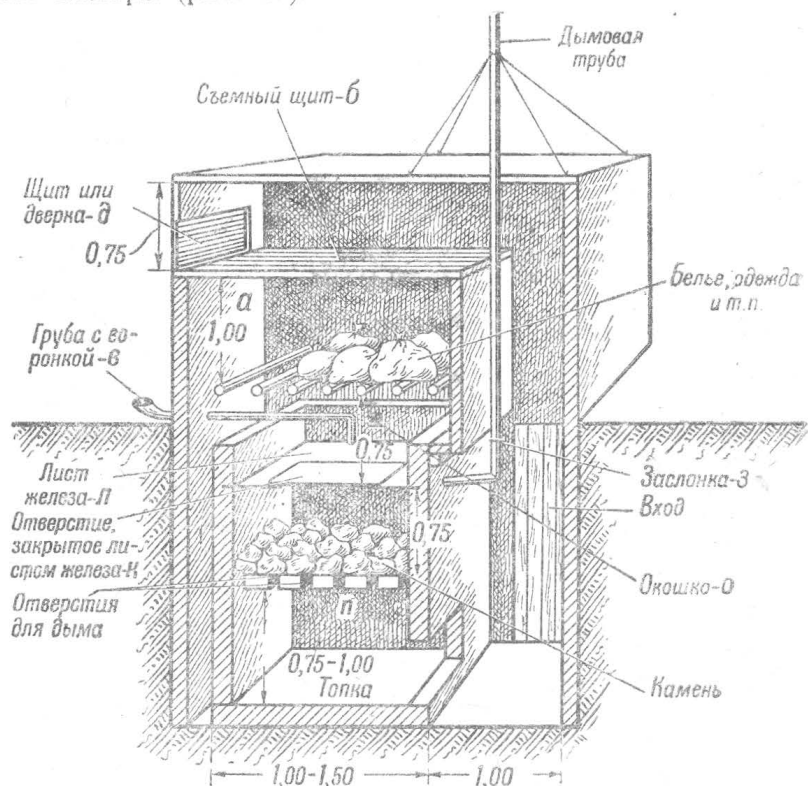 Дымовая
труба
Съемный щит-б
Щит или
дверка-д
0,75
а
1,00
Белье, одежда
и т.п.
Труба с во-
ронкой-в
0,75
Лист
железа-Л
Заслонка-З
Вход
Отверстие,
закрытое ли-
стом железа-К
0,75
Окошко-О
Отверстия
для дыма
п
0,75-1,00
Топка
Камень
1,00-1,50
1,00